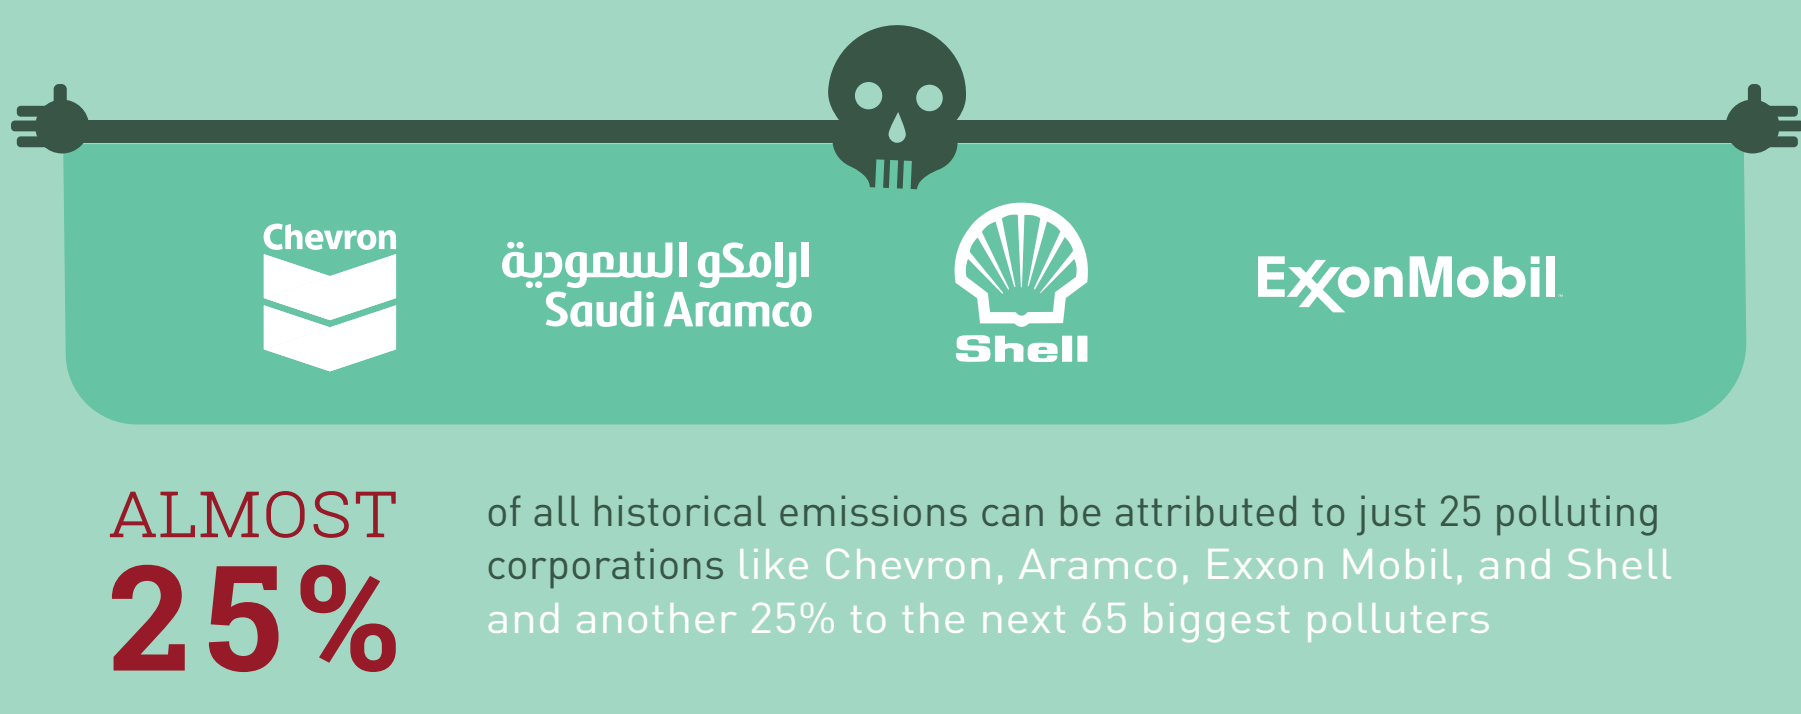 Chevron
ارامكو السعودية
Saudi Aramco
Shell
ExxonMobil
ALMOST
25%
of all historical emissions can be attributed to just 25 polluting
corporations like Chevron, Aramco, Exxon Mobil, and Shell
and another 25% to the next 65 biggest polluters